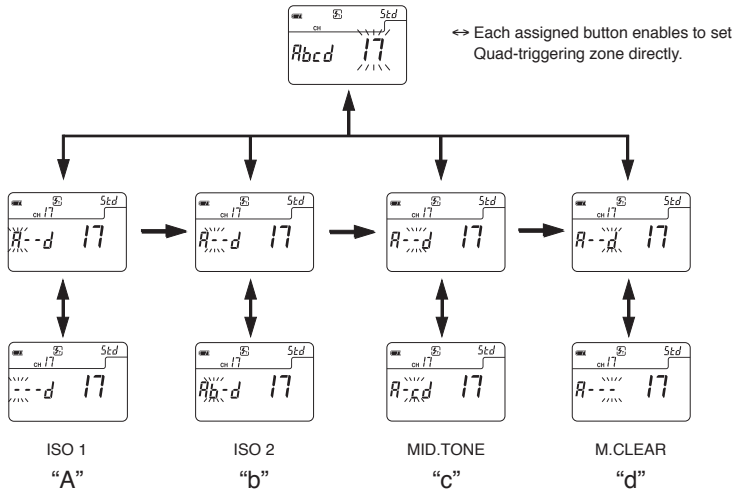 Std
CH
Abcd 17
↔ Each assigned button enables to set
Quad-triggering zone directly.
Std
CH 17
A--d 17
Std
CH 17
A--d 17
Std
CH 17
A--d 17
Std
CH 17
A--d 17
Std
CH 17
---d 17
Std
CH 17
Ab-d 17
Std
CH 17
A-cd 17
Std
CH 17
A--- 17
ISO 1
ISO 2
MID.TONE
M.CLEAR
“A”
“b”
“c”
“d”